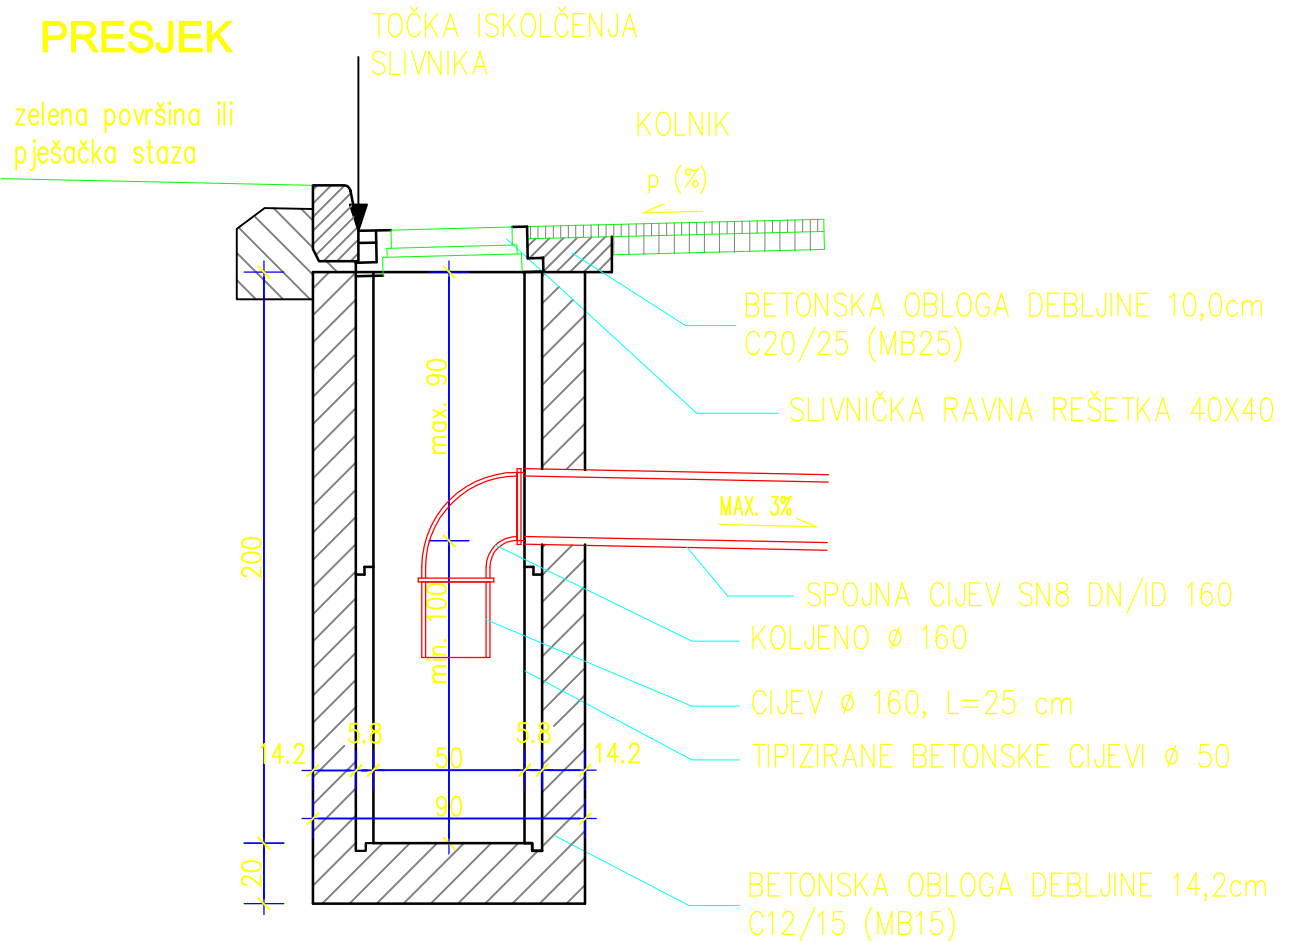 PRESJEK
TOČKA ISKOLČENJA
SLIVNIKA
zelena površina ili
pješačka staza
KOLNIK
p (%)
BETONSKA OBLOGA DEBLJINE 10,0cm
C20/25 (MB25)
SLIVNIČKA RAVNA REŠETKA 40X40
max. 90
MAX. 3%
200
min. 100
SPOJNA CIJEV SN8 DN/ID 160
KOLJENO ø 160
CIJEV ø 160, L=25 cm
TIPIZIRANE BETONSKE CIJEVI ø 50
14.2
5.8
50
5.8
14.2
90
20
BETONSKA OBLOGA DEBLJINE 14,2cm
C12/15 (MB15)